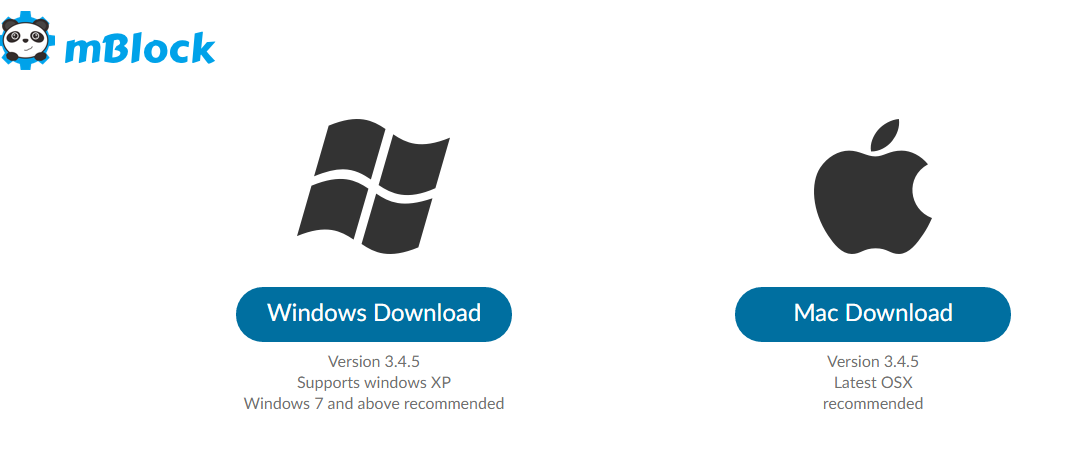 mBlock
Windows Download
Version 3.4.5
Supports windows XP
Windows 7 and above recommended
Mac Download
Version 3.4.5
Latest OSX
recommended